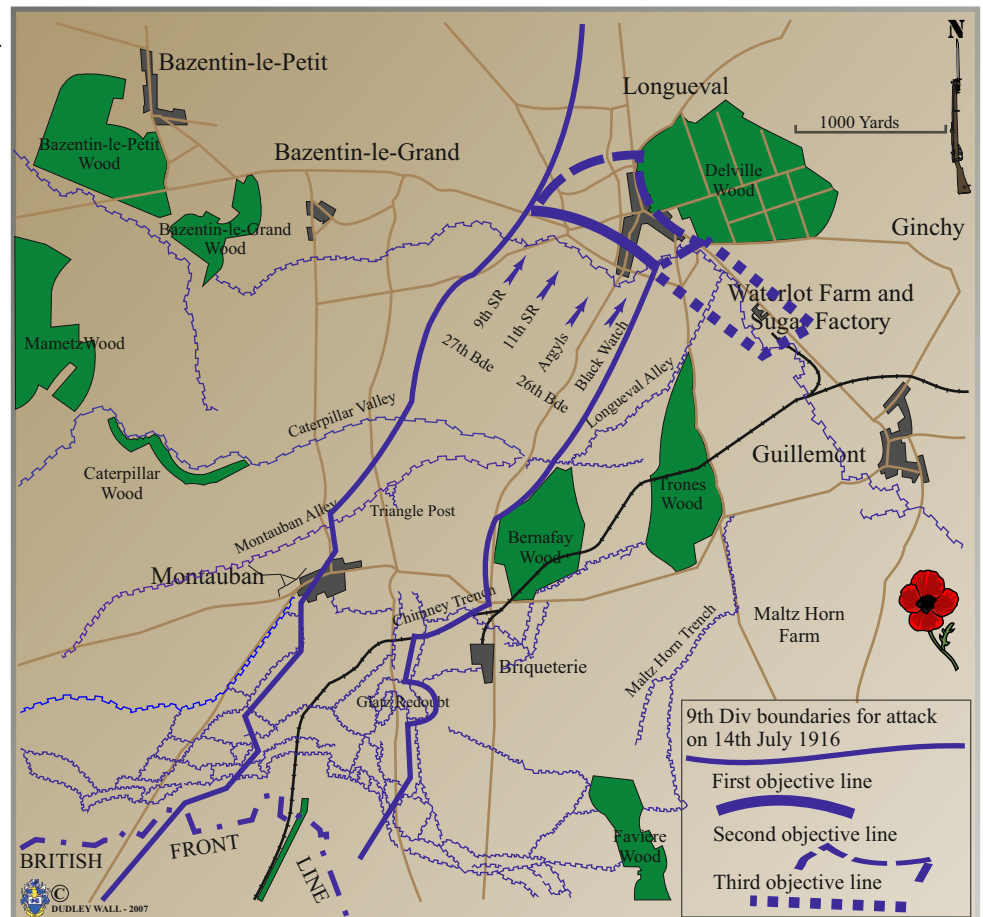 N
Bazentin-le-Petit
Longueval
1000 Yards
Bazentin-le-Petit
Wood
Bazentin-le-Grand
Delville
Wood
Bazentin-le-Grand
Wood
Ginchy
Waterlot Farm and
Sugar Factory
9th SR
11th SR
Argyls
Black Watch
27th Bde
26th Bde
MametzWood
Longueval Alley
Caterpillar Valley
Caterpillar
Wood
Guillemont
Trones
Wood
Montauban Alley
Triangle Post
Bernafay
Wood
Montauban
Chimney Trench
Maltz Horn
Farm
Maltz Horn Trench
Briqueterie
Glatz Redoubt
9th Div boundaries for attack
on 14th July 1916
First objective line
Second objective line
Third objective line
Faviere
Wood
BRITISH
FRONT
LINE
©
DUDLEY WALL - 2007